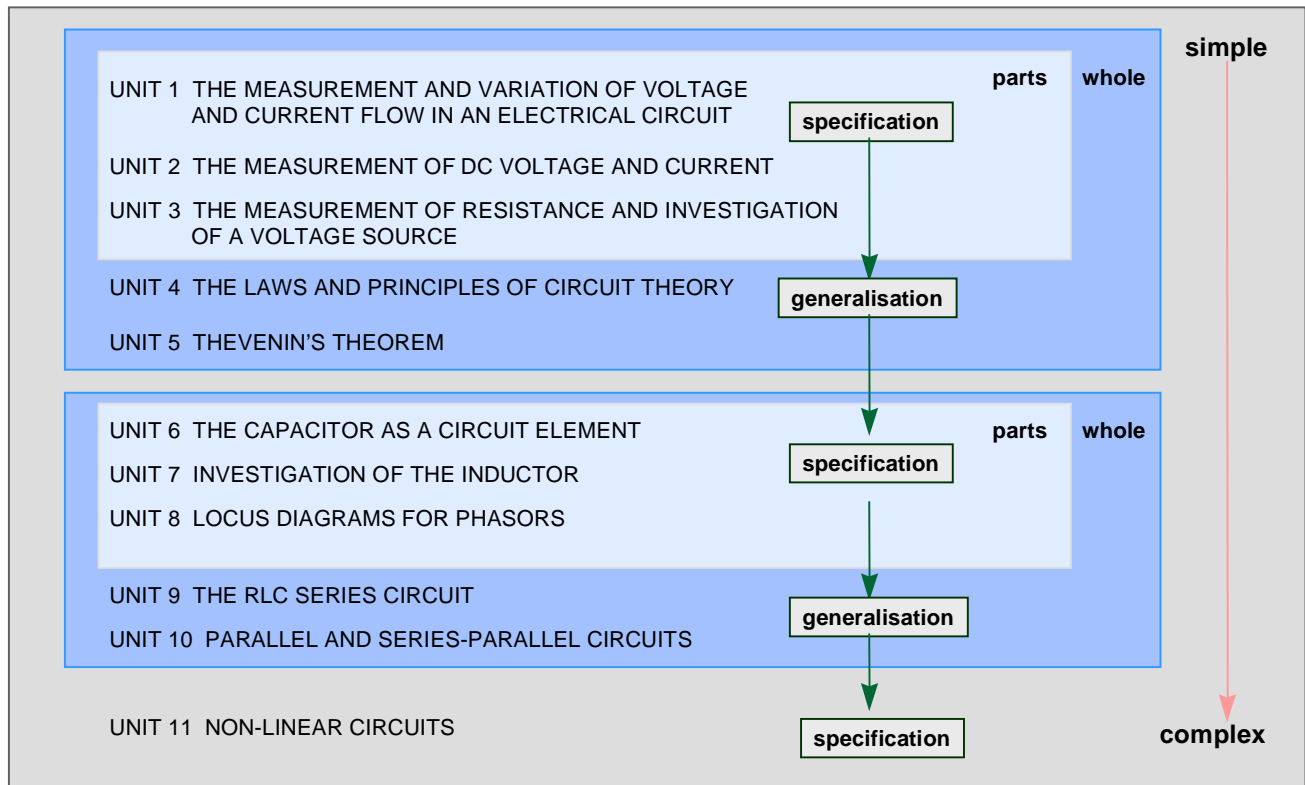 simple
parts whole
UNIT 1 THE MEASUREMENT AND VARIATION OF VOLTAGE
AND CURRENT FLOW IN AN ELECTRICAL CIRCUIT
specification
UNIT 2 THE MEASUREMENT OF DC VOLTAGE AND CURRENT
UNIT 3 THE MEASUREMENT OF RESISTANCE AND INVESTIGATION
OF A VOLTAGE SOURCE
UNIT 4 THE LAWS AND PRINCIPLES OF CIRCUIT THEORY
generalisation
UNIT 5 THEVENIN'S THEOREM
UNIT 6 THE CAPACITOR AS A CIRCUIT ELEMENT
parts whole
specification
UNIT 7 INVESTIGATION OF THE INDUCTOR
UNIT 8 LOCUS DIAGRAMS FOR PHASORS
UNIT 9 THE RLC SERIES CIRCUIT
generalisation
UNIT 10 PARALLEL AND SERIES-PARALLEL CIRCUITS
UNIT 11 NON-LINEAR CIRCUITS
specification
complex